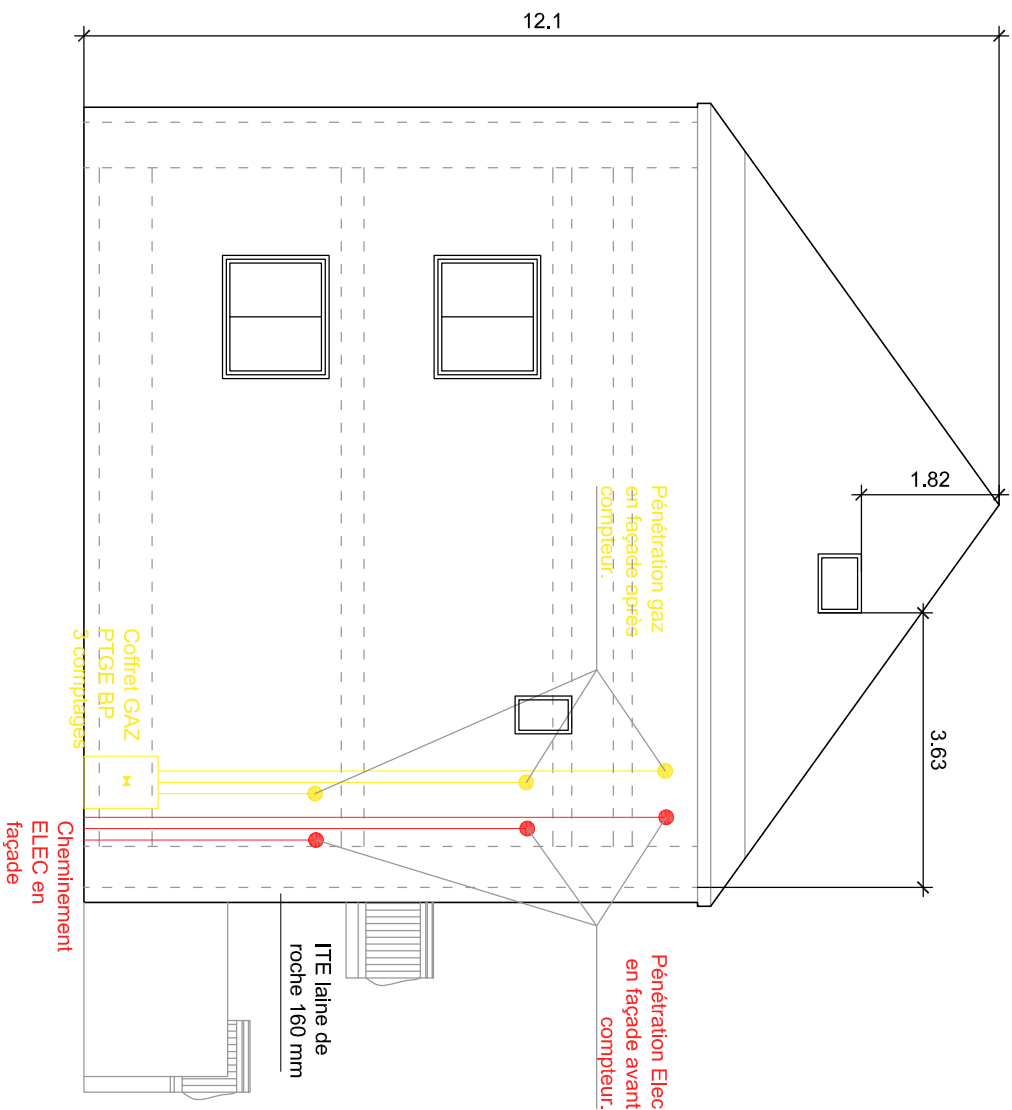 12.1
1.82
3.63
Pénétration gaz
en façade après
compteur.
Coffret GAZ
PTGE BP
3 comptages
Cheminement
ELEC en
façade
ITE laine de
roche 160 mm
Pénétration Elec
en façade avant
compteur.